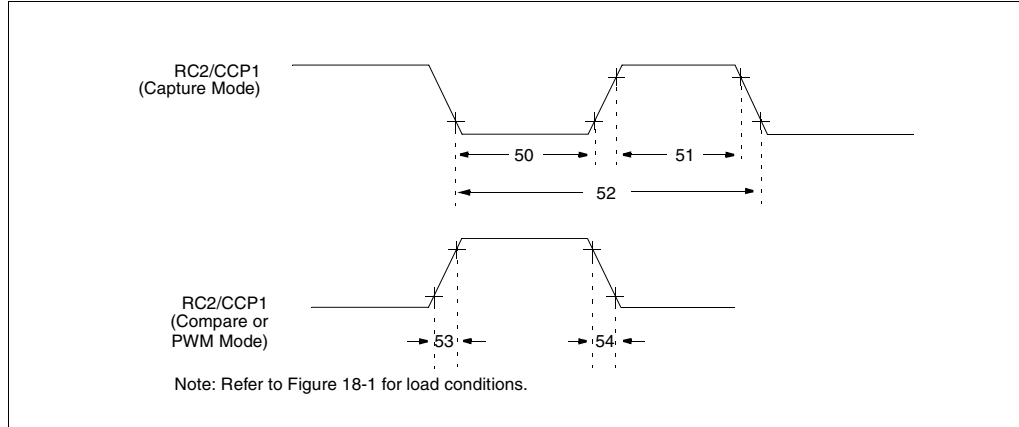 RC2/CCP1
(Capture Mode)
50
51
52
RC2/CCP1
(Compare or
PWM Mode)
53
54
Note: Refer to Figure 18-1 for load conditions.